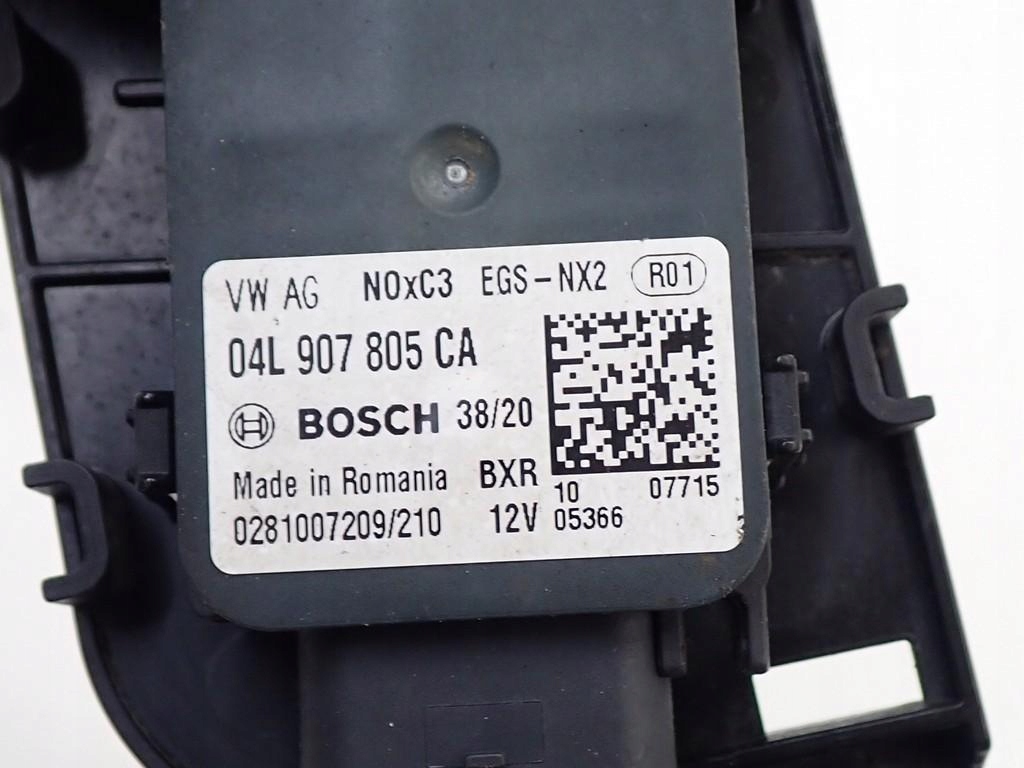 VW AG NOxC3 EGS-NX2 R01
04L 907 805 CA
BOSCH 38/20
Made in Romania BXR
0281007209/210 12V
10 07715
05366